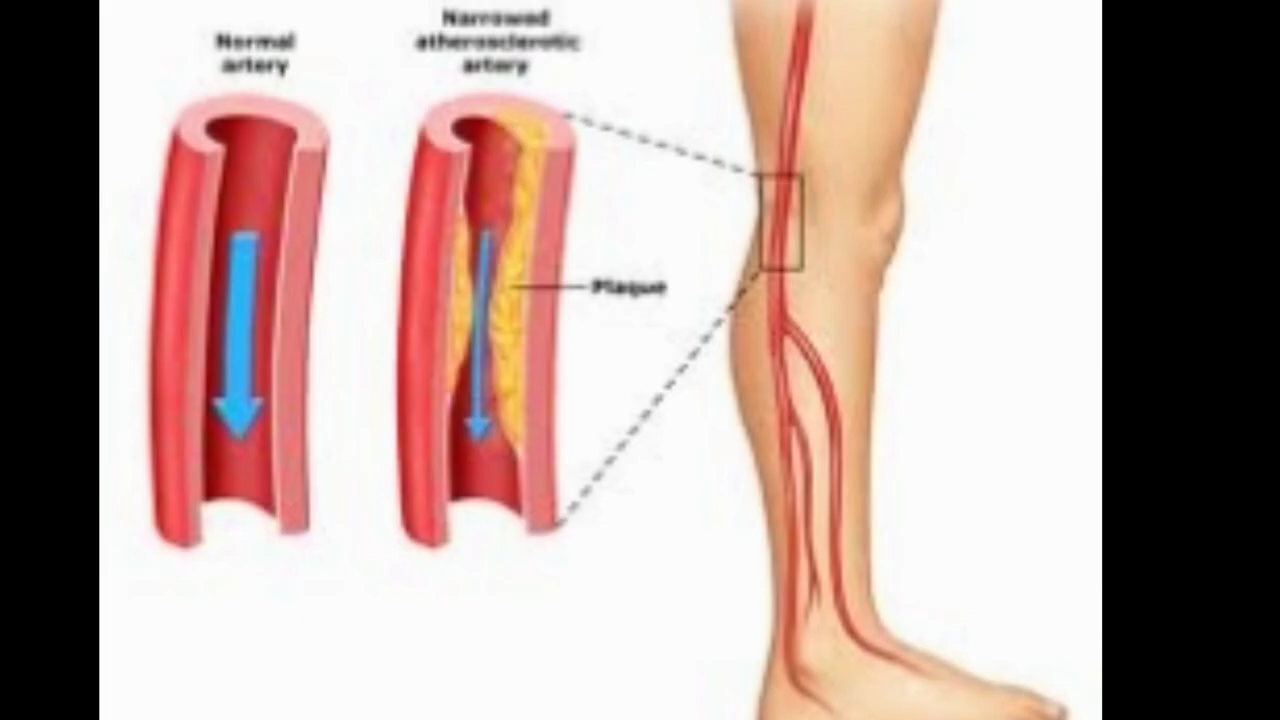 Normal
artery
Narrowed
atherosclerotic
artery
Plaque